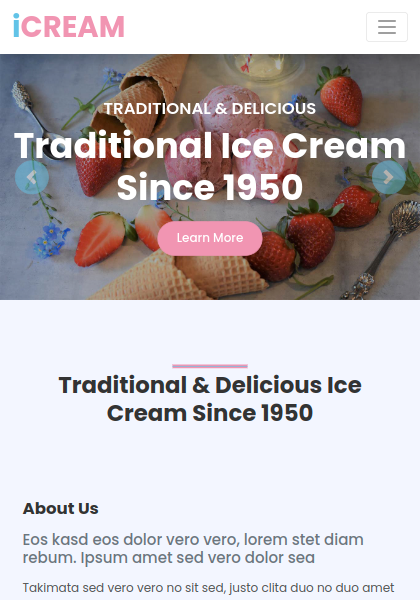 iCREAM
TRADITIONAL & DELICIOUS
Traditional Ice Cream
Since 1950
Learn More
Traditional & Delicious Ice
Cream Since 1950
About Us
Eos kasd eos dolor vero vero, lorem stet diam
rebum. Ipsum amet sed vero dolor sea
Takimata sed vero vero no sit sed, justo clita duo no duo amet